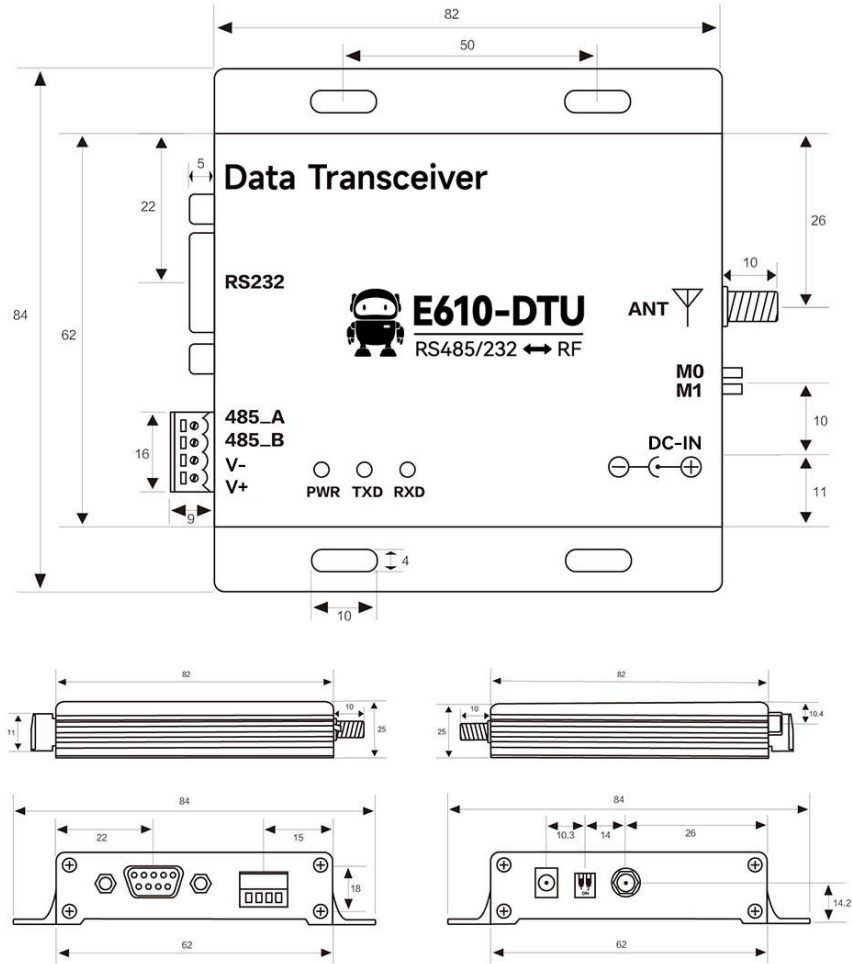 82
50
5
Data Transceiver
22
26
10
RS232
E610-DTU
ANT
84
62
RS485/232 ↔ RF
M0
M1
10
485_A
485_B
DC-IN
16
V-
V+
PWR TXD RXD
11
9
4
10
82
82
10
10
11
25
25
10.4
84
84
22
15
10.3
14
26
18
ON
14.2
62
62